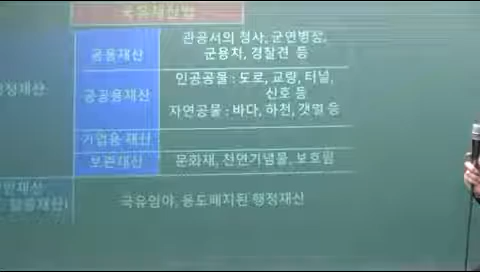 국유재산법
공용재산
관공서의 청사, 군연병장,
군용차, 경찰견 등
행정재산
공공용재산
인공공물 : 도로, 교량, 터널,
신호 등
자연공물 : 바다, 하천, 갯벌 등
기업용 재산
보존재산
문화재, 천연기념물, 보호림
국유임야, 용도폐지된 행정재산